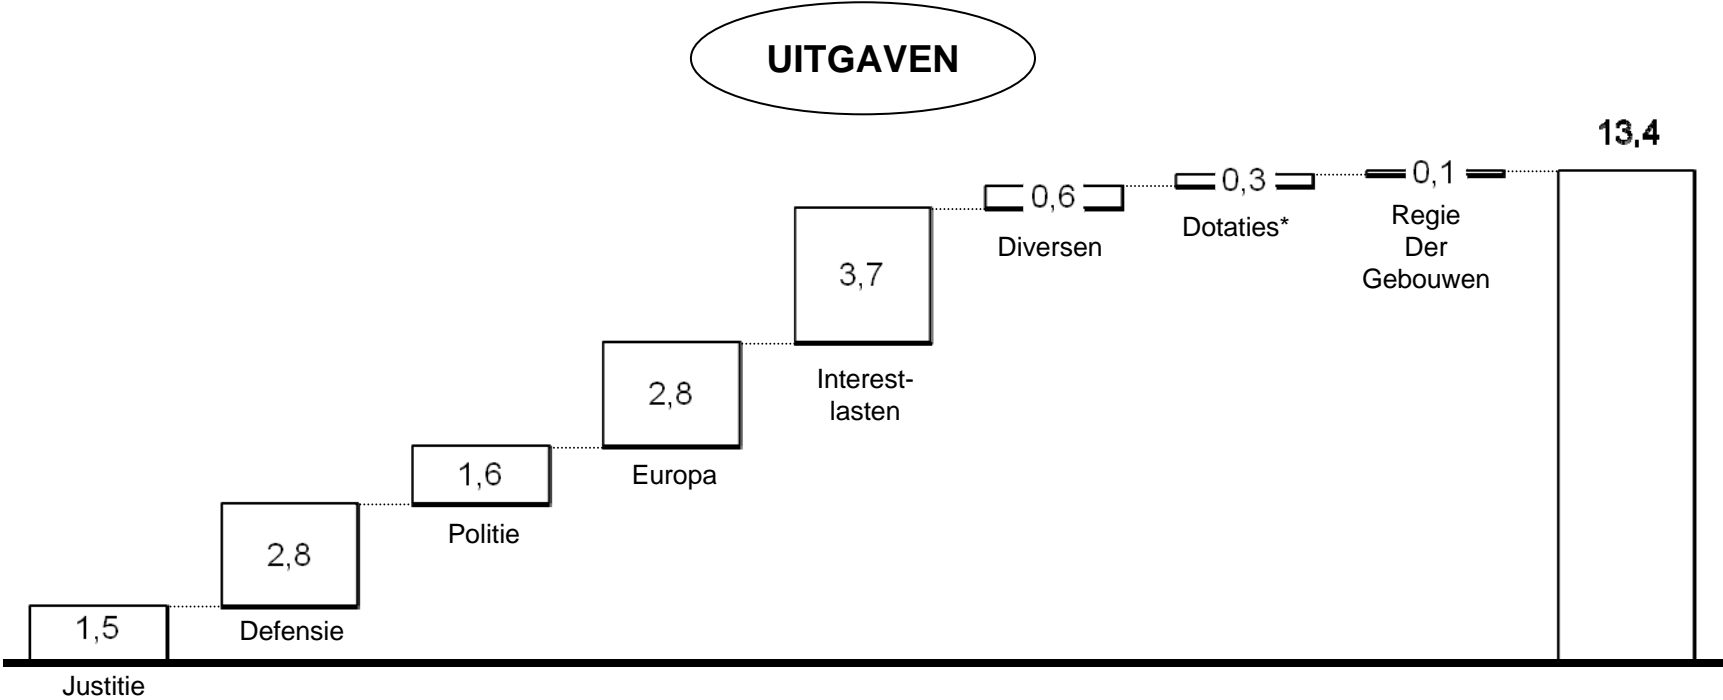 UITGAVEN
13,4
0,1
Regie
Der
Gebouwen
0,3
Dotaties*
0,6
Diversen
3,7
Interest-
lasten
2,8
Europa
1,6
Politie
2,8
Defensie
1,5
Justitie